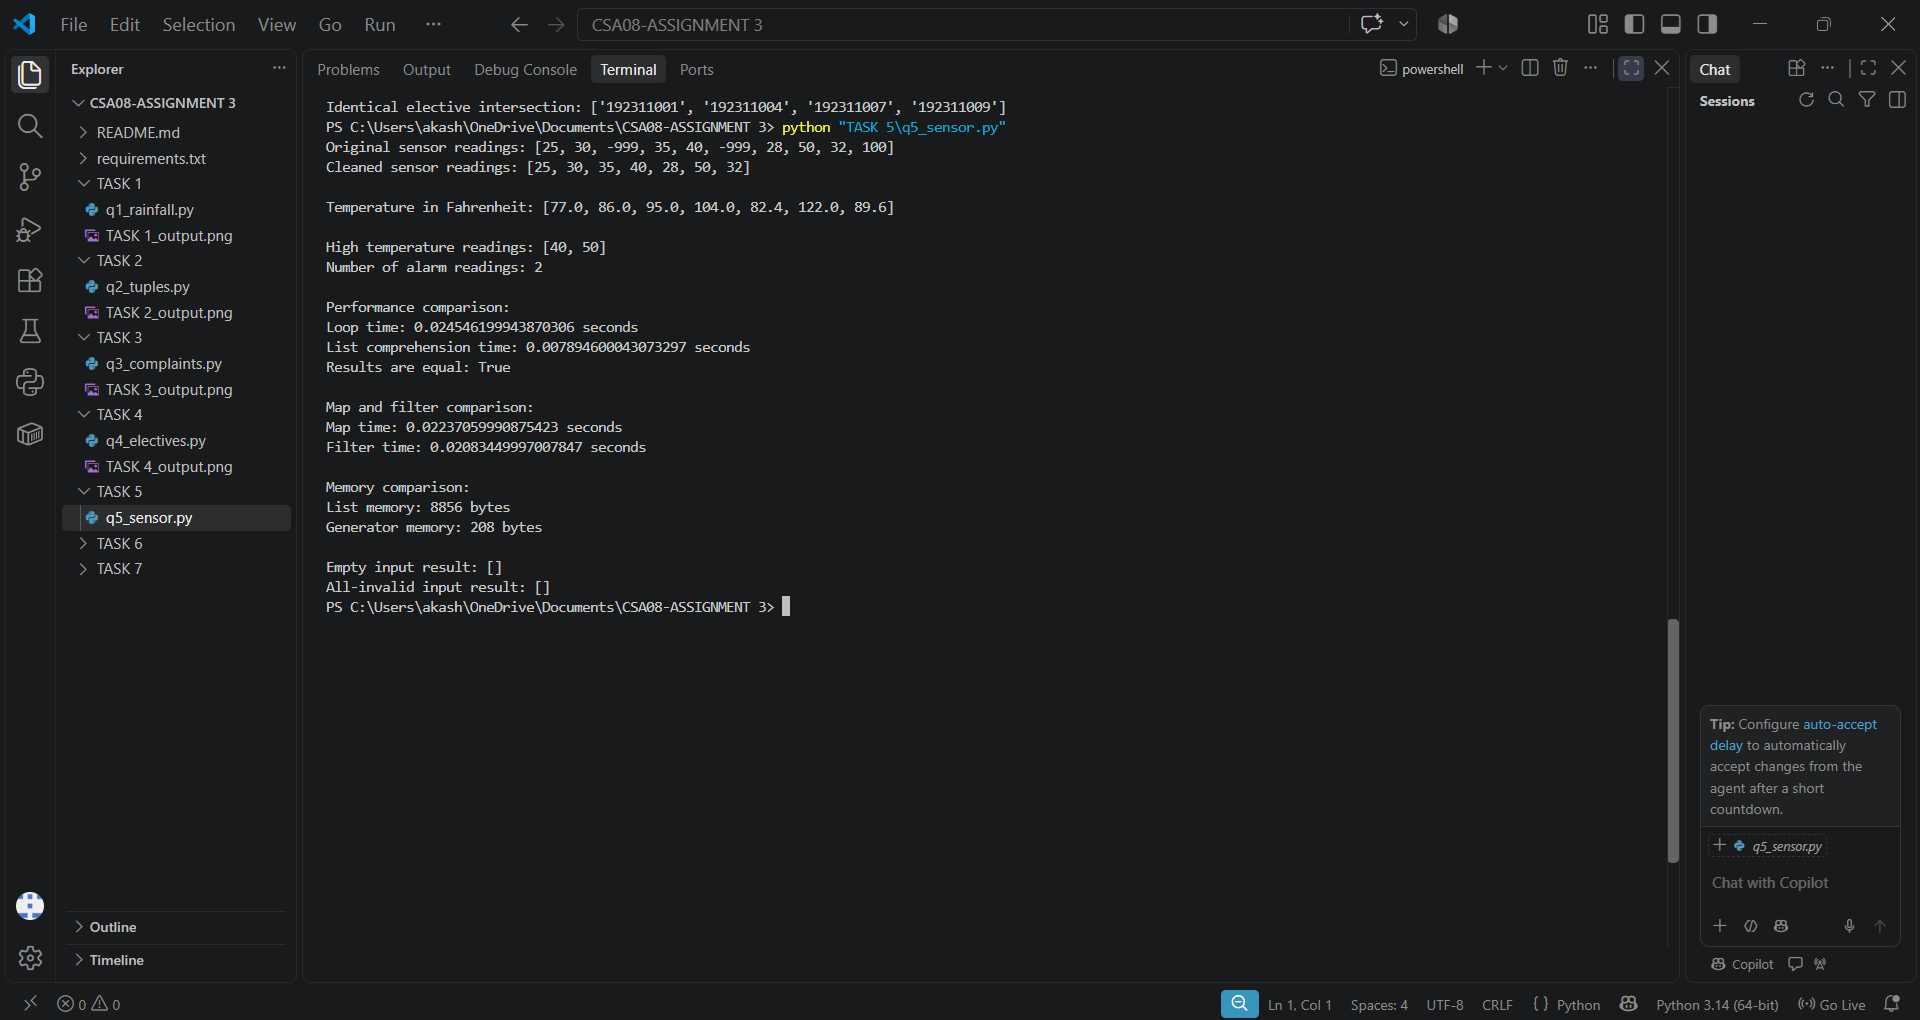 File Edit Selection View Go Run ··· CSA08-ASSIGNMENT 3
Explorer ···
CSA08-ASSIGNMENT 3
README.md
requirements.txt
TASK 1
q1_rainfall.py
TASK 1_output.png
TASK 2
q2_tuples.py
TASK 2_output.png
TASK 3
q3_complaints.py
TASK 3_output.png
TASK 4
q4_electives.py
TASK 4_output.png
TASK 5
q5_sensor.py
TASK 6
TASK 7
Outline
Timeline
Problems Output Debug Console Terminal Ports powershell
Identical elective intersection: ['192311001', '192311004', '192311007', '192311009']
PS C:\Users\akash\OneDrive\Documents\CSA08-ASSIGNMENT 3> python "TASK 5\q5_sensor.py"
Original sensor readings: [25, 30, -999, 35, 40, -999, 28, 50, 32, 100]
Cleaned sensor readings: [25, 30, 35, 40, 28, 50, 32]
Temperature in Fahrenheit: [77.0, 86.0, 95.0, 104.0, 82.4, 122.0, 89.6]
High temperature readings: [40, 50]
Number of alarm readings: 2
Performance comparison:
Loop time: 0.024546199943870306 seconds
List comprehension time: 0.007894600043073297 seconds
Results are equal: True
Map and filter comparison:
Map time: 0.02237059990875423 seconds
Filter time: 0.02083449997007847 seconds
Memory comparison:
List memory: 8856 bytes
Generator memory: 208 bytes
Empty input result: []
All-invalid input result: []
PS C:\Users\akash\OneDrive\Documents\CSA08-ASSIGNMENT 3>
Chat
Sessions
Tip: Configure auto-accept
delay to automatically
accept changes from the
agent after a short
countdown.
q5_sensor.py
Chat with Copilot
Copilot
0 0
Ln 1, Col 1 Spaces: 4 UTF-8 CRLF { } Python Python 3.14 (64-bit) Go Live